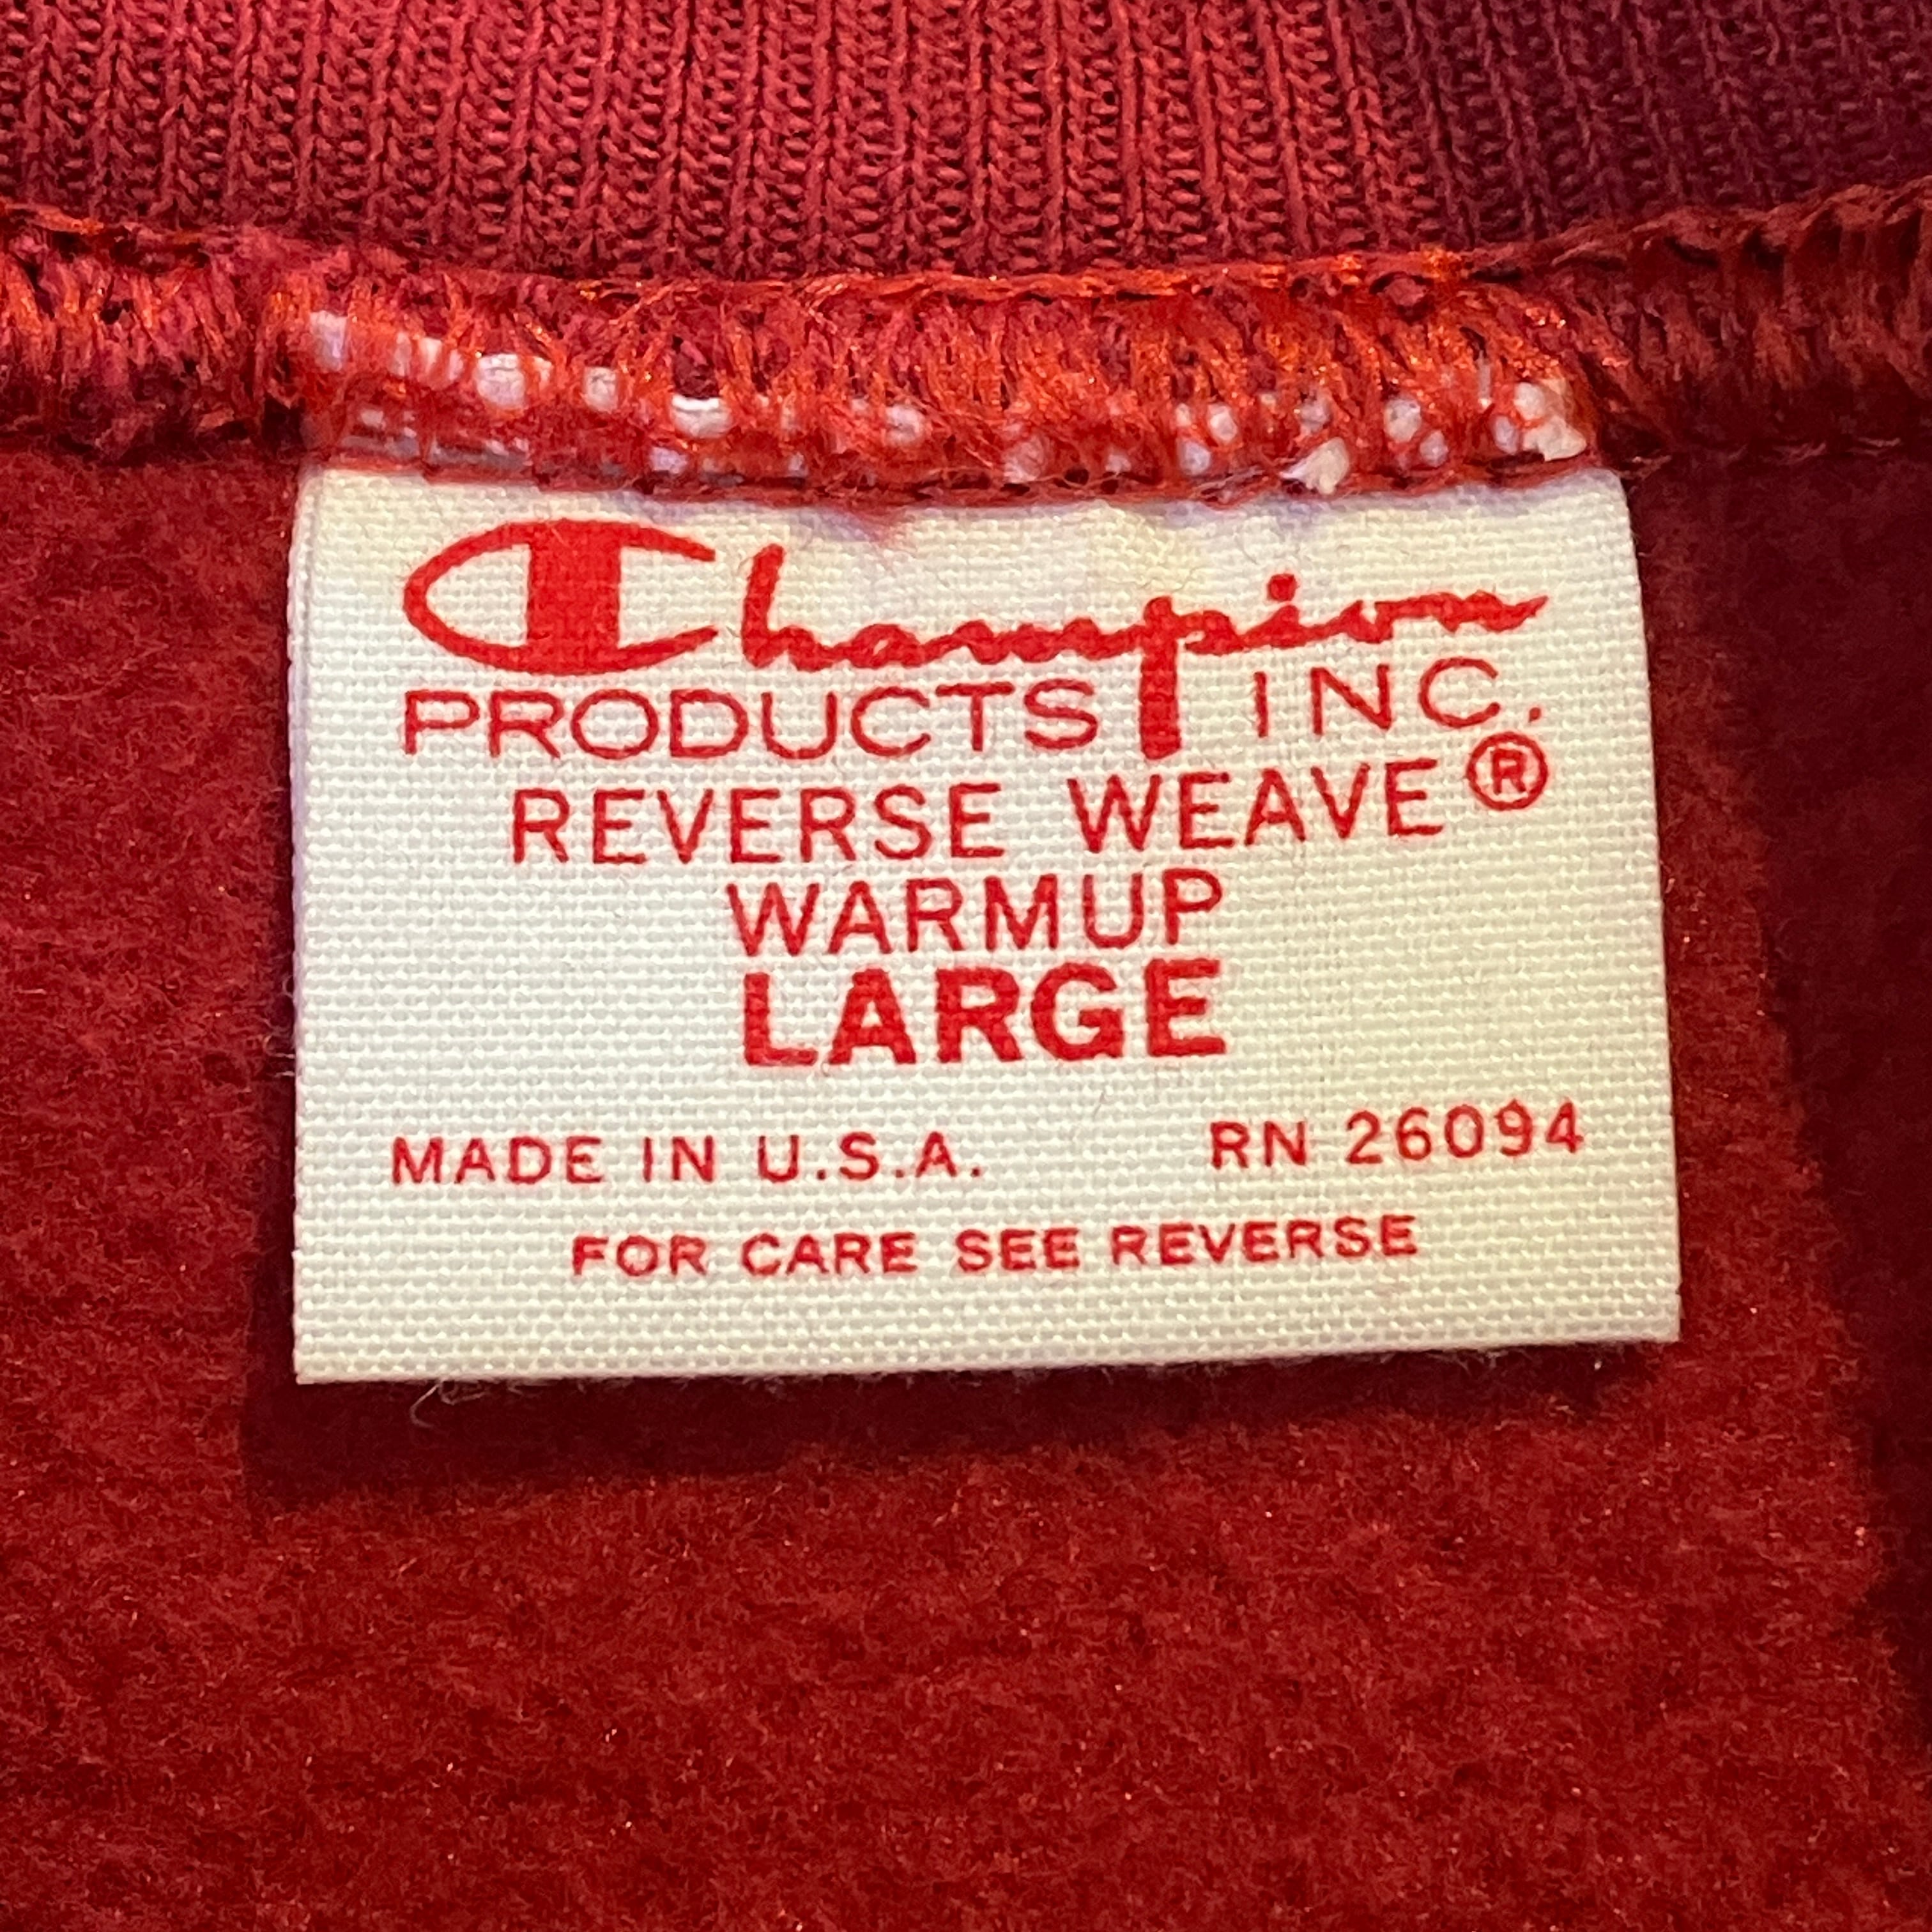 Champion
PRODUCTS INC.
REVERSE WEAVE®
WARMUP
LARGE
MADE IN U.S.A. RN 26094
FOR CARE SEE REVERSE